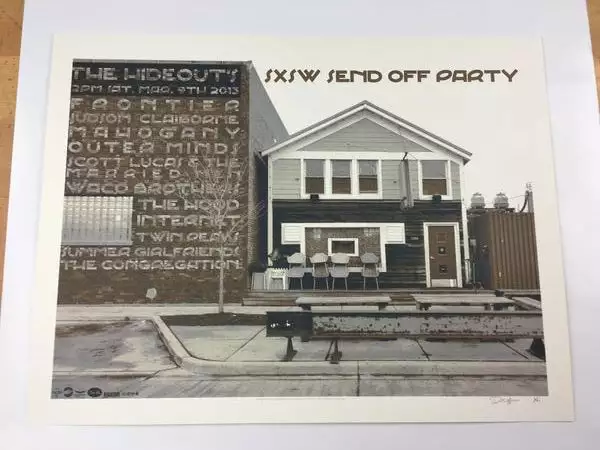 THE HIDEOUT'S
SXSW SEND OFF PARTY
2PM SAT. MAR. 9TH 2013
FRONTIER
JUDSON CLAIBORNE
MAHOGANY
OUTER MINDS
SCOTT LUCAS & THE
MARRIED MEN
WACO BROTHERS
THE HOOD
INTERNET
TWIN PEAKS
SUMMER GIRLFRIENDS
THE CONGREGATION